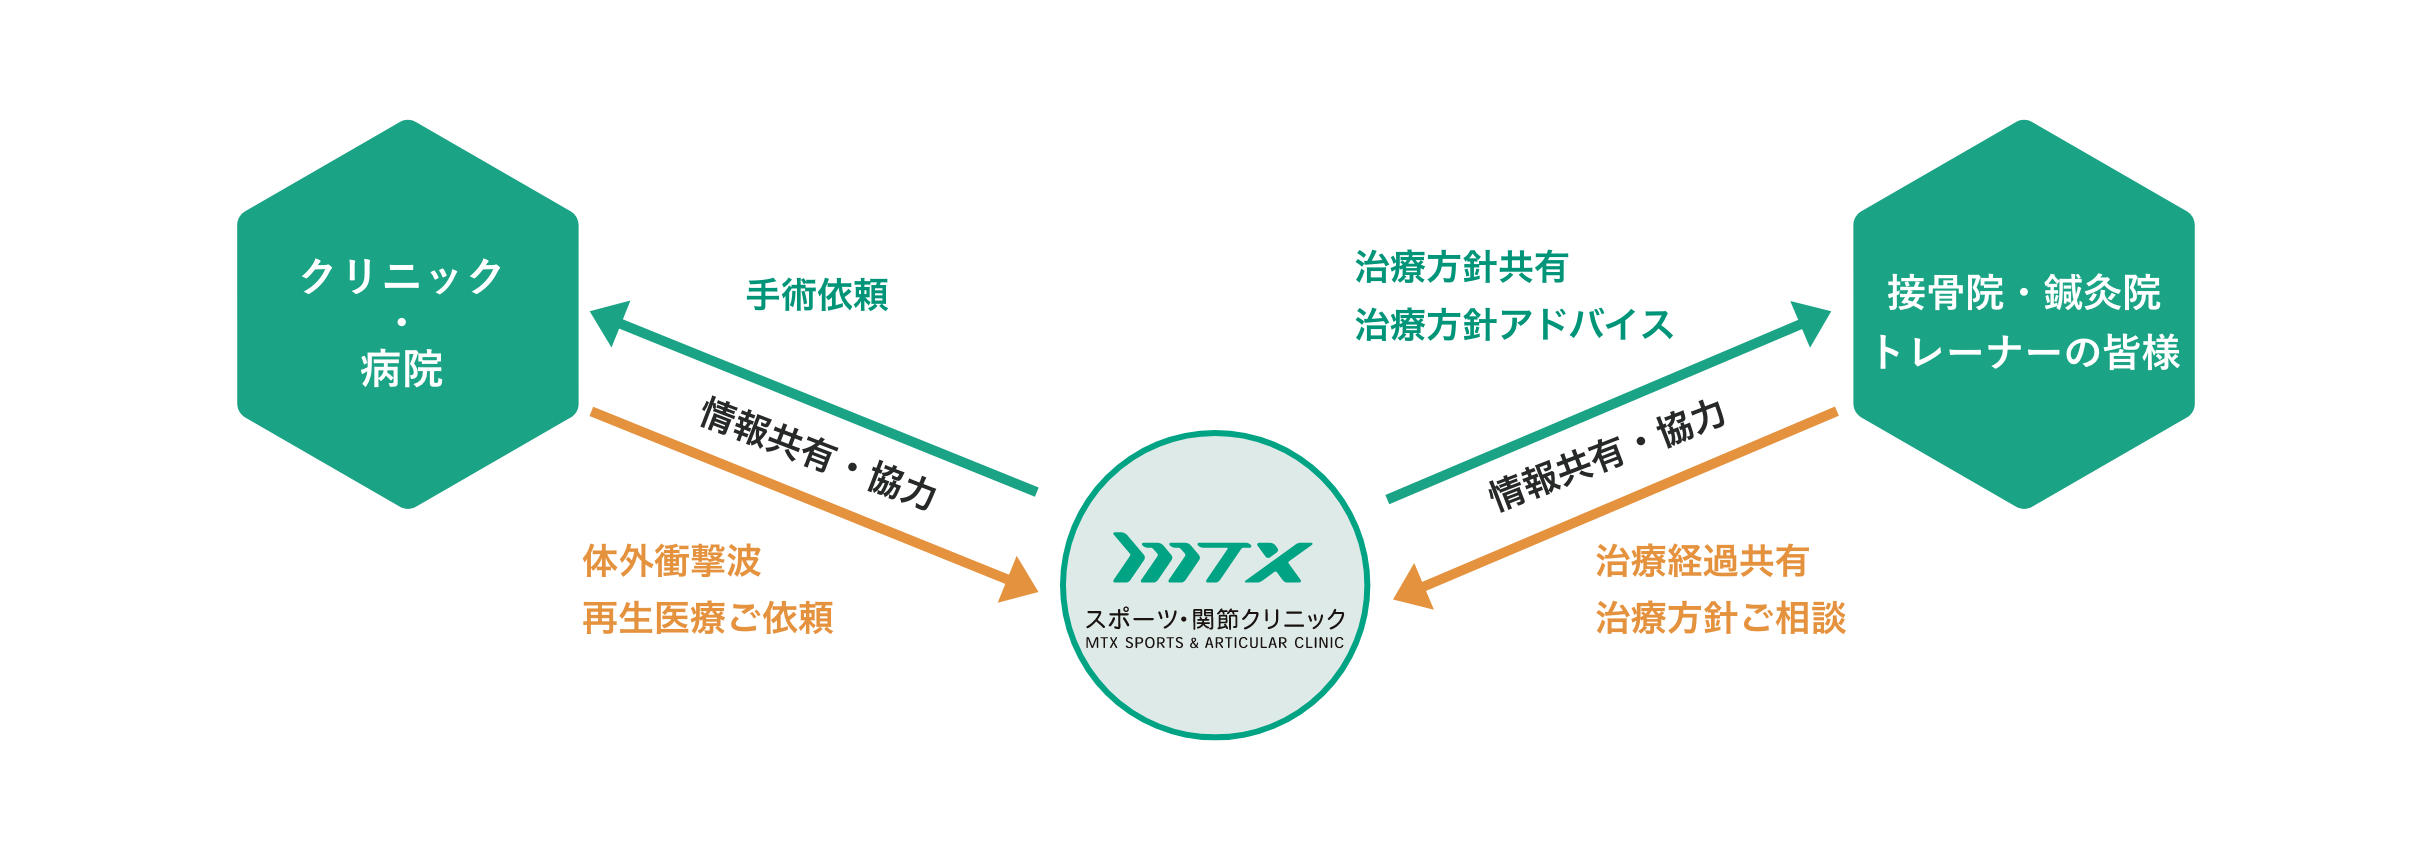 クリニック
・
病院
手術依頼
情報共有・協力
体外衝撃波
再生医療ご依頼
MTX
スポーツ・関節クリニック
MTX SPORTS & ARTICULAR CLINIC
治療方針共有
治療方針アドバイス
情報共有・協力
治療経過共有
治療方針ご相談
接骨院・鍼灸院
トレーナーの皆様